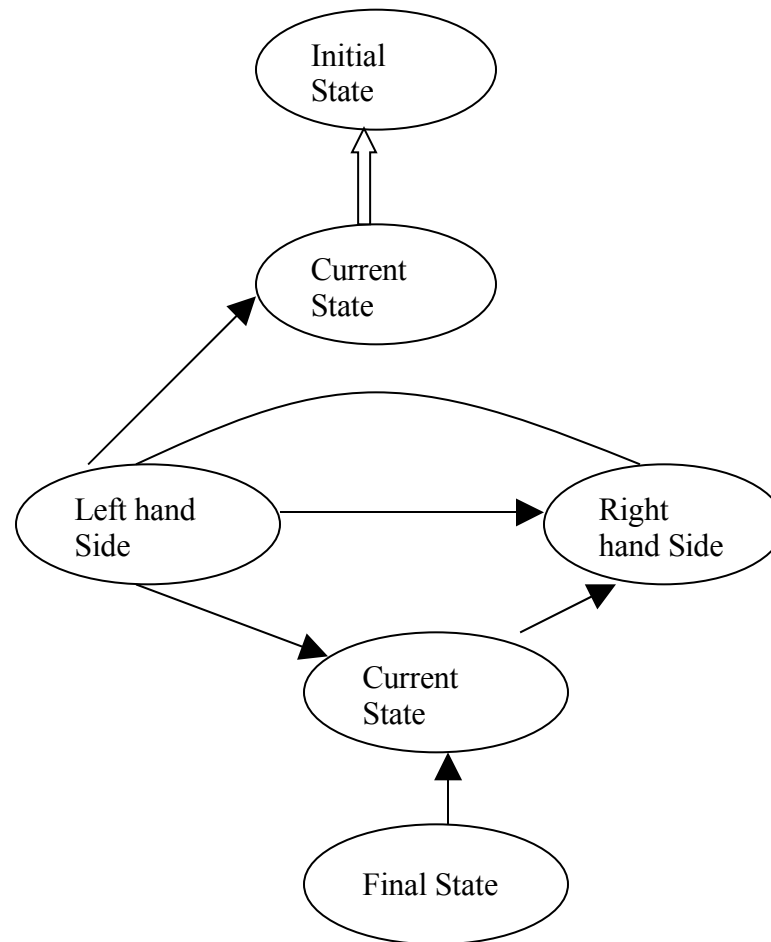 Initial
State
Current
State
Left hand
Side
Right
hand Side
Current
State
Final State